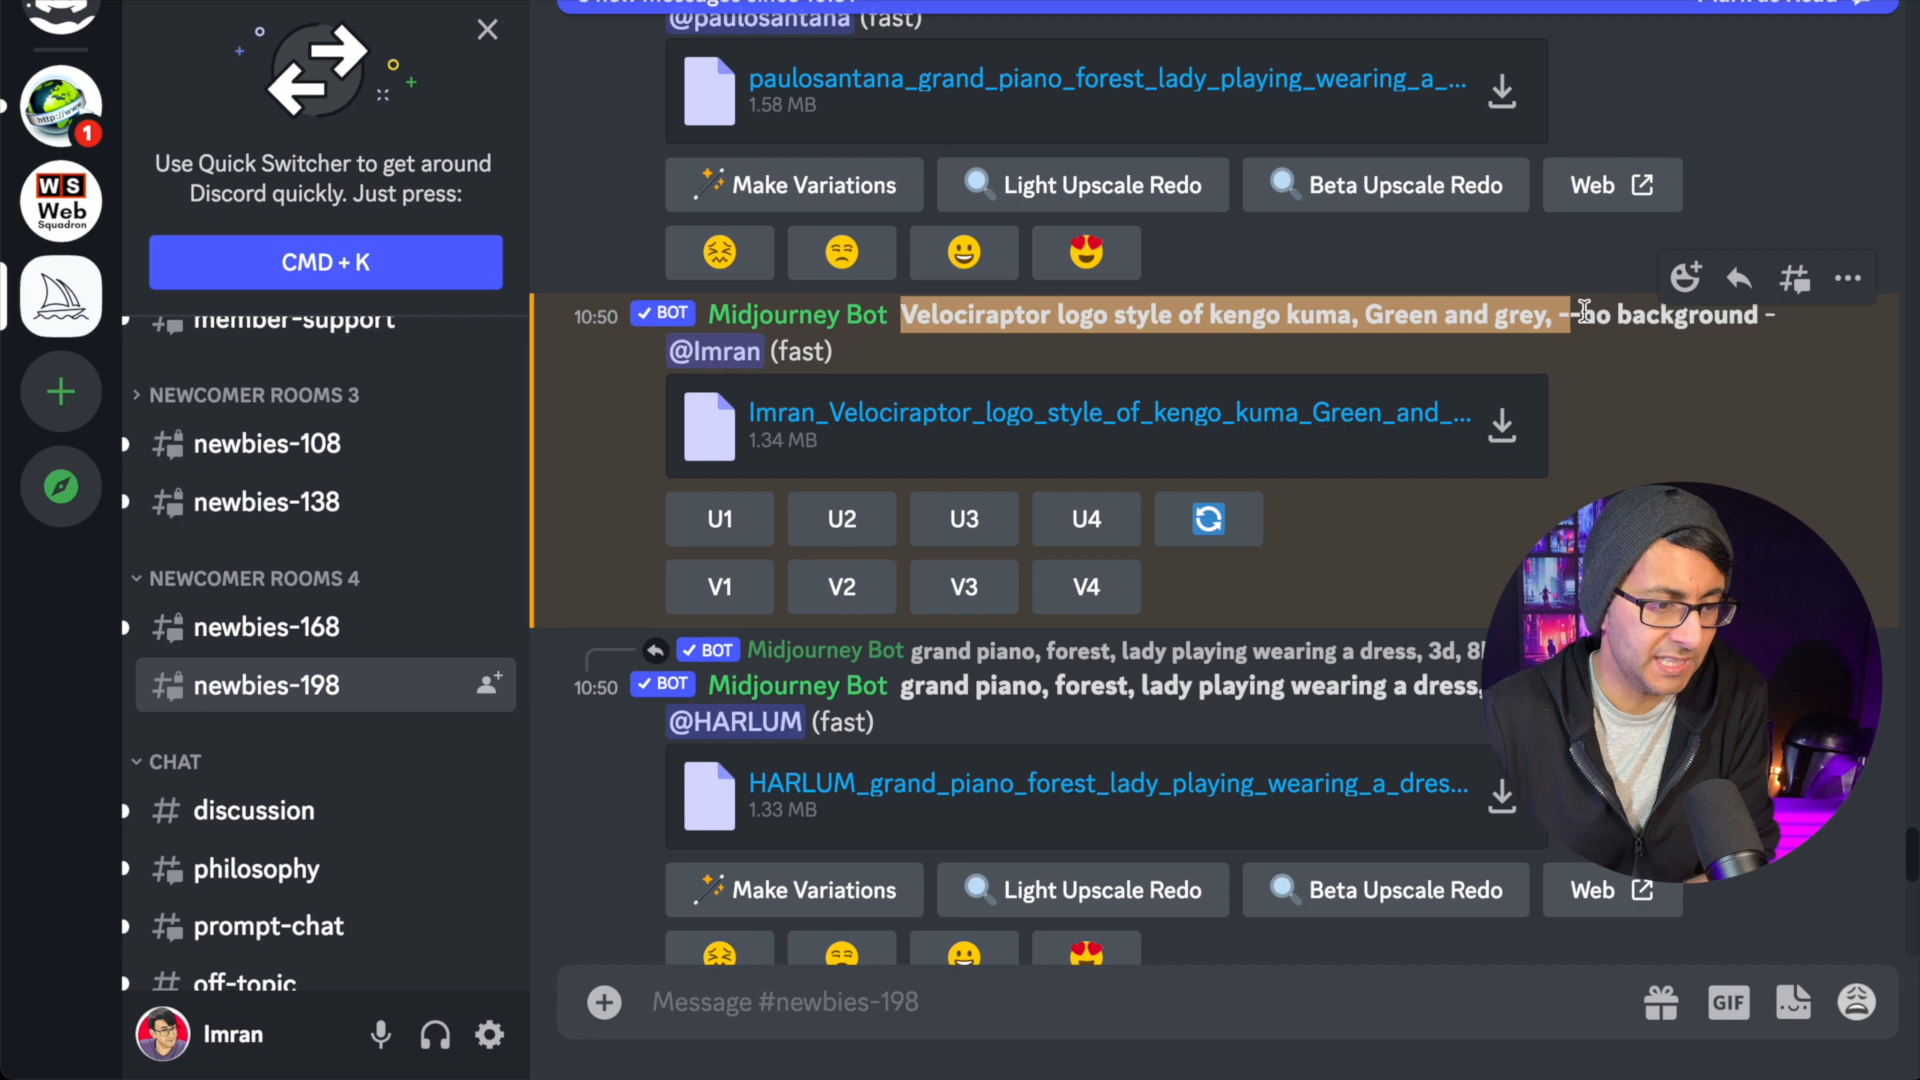 @paulosantana (fast)
paulosantana_grand_piano_forest_lady_playing_wearing_a_...
1.58 MB
Make Variations
Light Upscale Redo
Beta Upscale Redo
Web
10:50 BOT Midjourney Bot Velociraptor logo style of kengo kuma, Green and grey, --no background -
@Imran (fast)
Imran_Velociraptor_logo_style_of_kengo_kuma_Green_and_...
1.34 MB
U1 U2 U3 U4
V1 V2 V3 V4
BOT Midjourney Bot grand piano, forest, lady playing wearing a dress, 3d,
10:50 BOT Midjourney Bot grand piano, forest, lady playing wearing a dress,
@HARLUM (fast)
HARLUM_grand_piano_forest_lady_playing_wearing_a_dres...
1.33 MB
Make Variations
Light Upscale Redo
Beta Upscale Redo
Web
Message #newbies-198
GIF
http://www
1
WS
Web
Squadron
Use Quick Switcher to get around
Discord quickly. Just press:
CMD + K
member-support
NEWCOMER ROOMS 3
newbies-108
newbies-138
NEWCOMER ROOMS 4
newbies-168
newbies-198
CHAT
discussion
philosophy
prompt-chat
off-topic
Imran